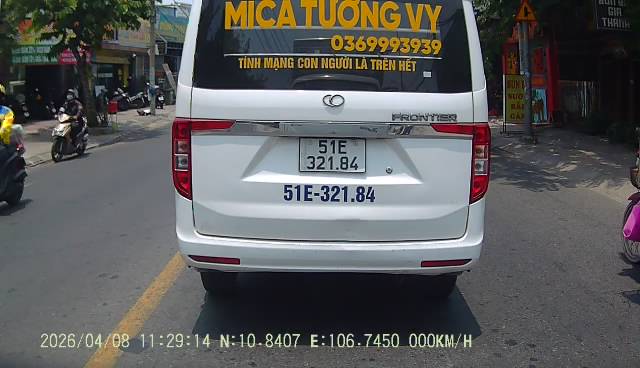 MICA TƯỜNG VY
0369993939
TÍNH MẠNG CON NGƯỜI LÀ TRÊN HẾT
FRONTIER
51E
321.84
51E-321.84
2026/04/08 11:29:14 N:10.8407 E:106.7450 000KM/H